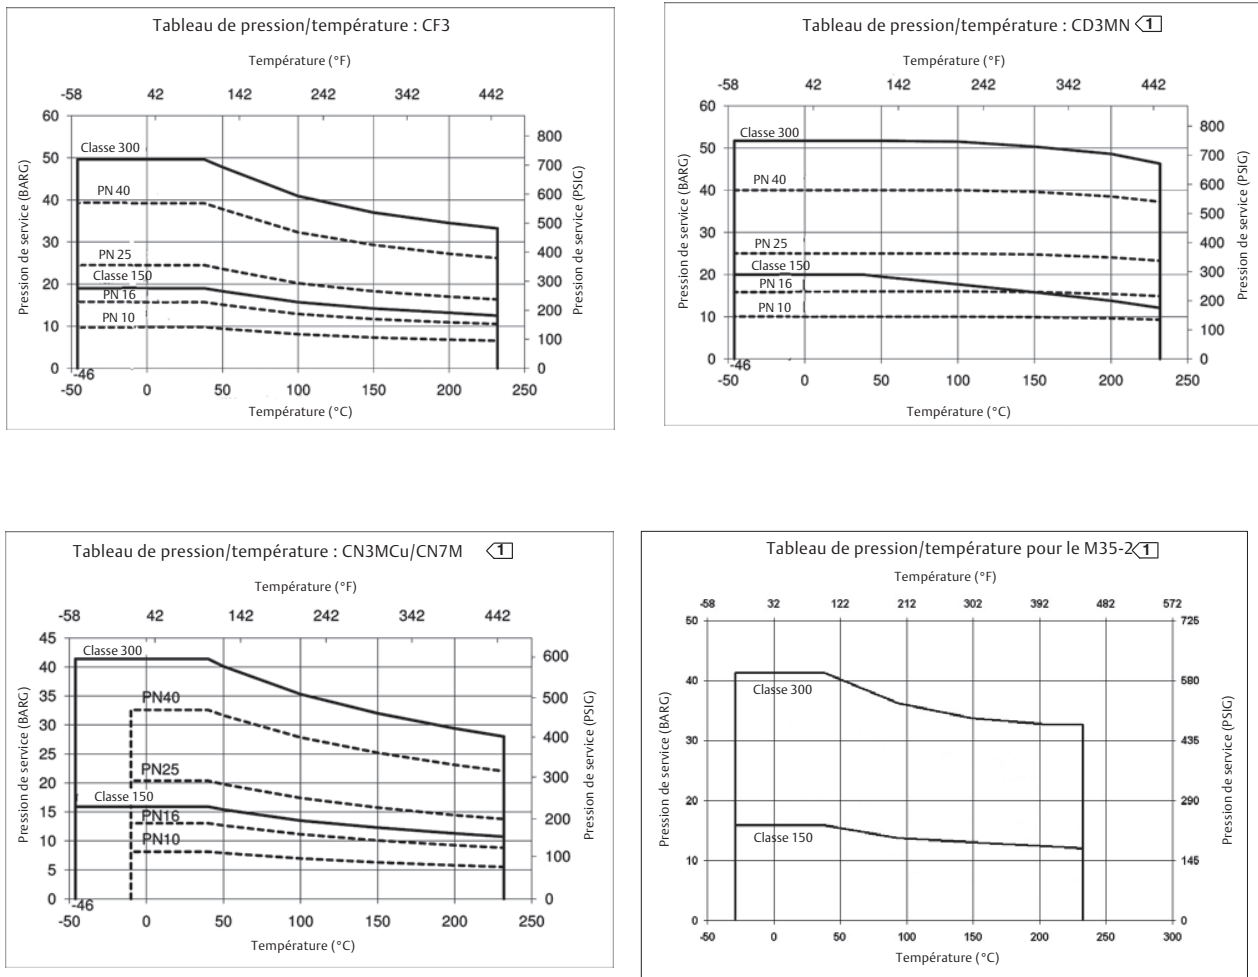 Tableau de pression/température : CF3
Température (°F)
-58 42 142 242 342 442
60 50 40 30 20 10 0
800 700 600 500 400 300 200 100 0
Pression de service (BARG)
Pression de service (PSIG)
Classe 300
PN 40
PN 25
Classe 150
PN 16
PN 10
-46
-50 0 50 100 150 200 250
Température (°C)
Tableau de pression/température : CD3MN 1
Température (°F)
-58 42 142 242 342 442
60 50 40 30 20 10 0
800 700 600 500 400 300 200 100 0
Pression de service (BARG)
Pression de service (PSIG)
Classe 300
PN 40
PN 25
Classe 150
PN 16
PN 10
-46
-50 0 50 100 150 200 250
Température (°C)
Tableau de pression/température : CN3MCu/CN7M 1
Température (°F)
-58 42 142 242 342 442
45 40 35 30 25 20 15 10 5 0
600 500 400 300 200 100 0
Pression de service (BARG)
Pression de service (PSIG)
Classe 300
PN40
PN25
Classe 150
PN16
PN10
-46
-50 0 50 100 150 200 250
Température (°C)
Tableau de pression/température pour le M35-2 1
Température (°F)
-58 32 122 212 302 392 482 572
50 40 30 20 10 0
725 580 435 290 145 0
Pression de service (BARG)
Pression de service (PSIG)
Classe 300
Classe 150
-50 0 50 100 150 200 250 300
Température (°C)